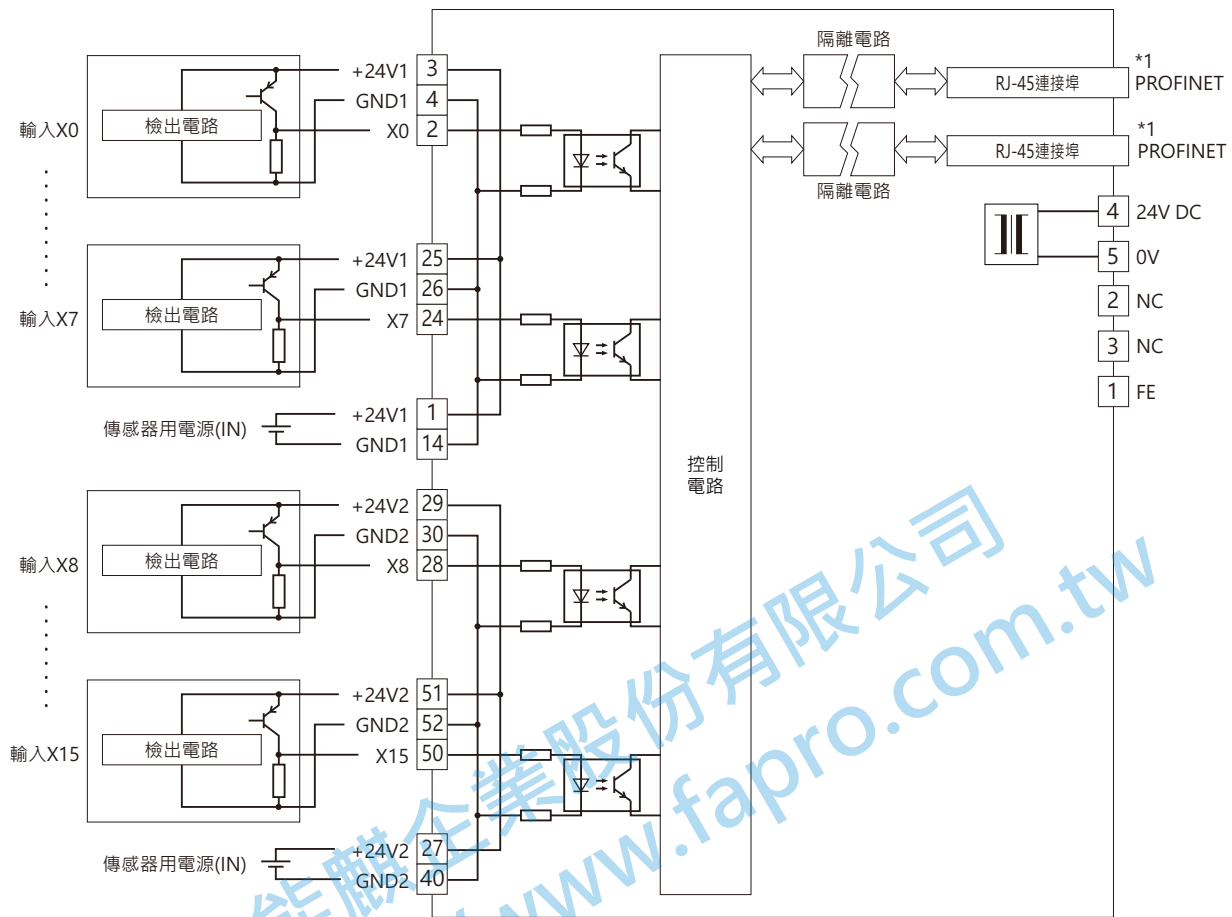 隔離電路
+24V1 3
GND1 4
X0 2
輸入X0
檢出電路
RJ-45連接埠
*1
PROFINET
RJ-45連接埠
*1
PROFINET
隔離電路
4 24V DC
5 0V
2 NC
3 NC
1 FE
+24V1 25
GND1 26
X7 24
輸入X7
檢出電路
傳感器用電源(IN)
+24V1 1
GND1 14
控制
電路
+24V2 29
GND2 30
X8 28
輸入X8
檢出電路
+24V2 51
GND2 52
X15 50
輸入X15
檢出電路
傳感器用電源(IN)
+24V2 27
GND2 40
能麒企業股份有限公司
www.fapro.com.tw